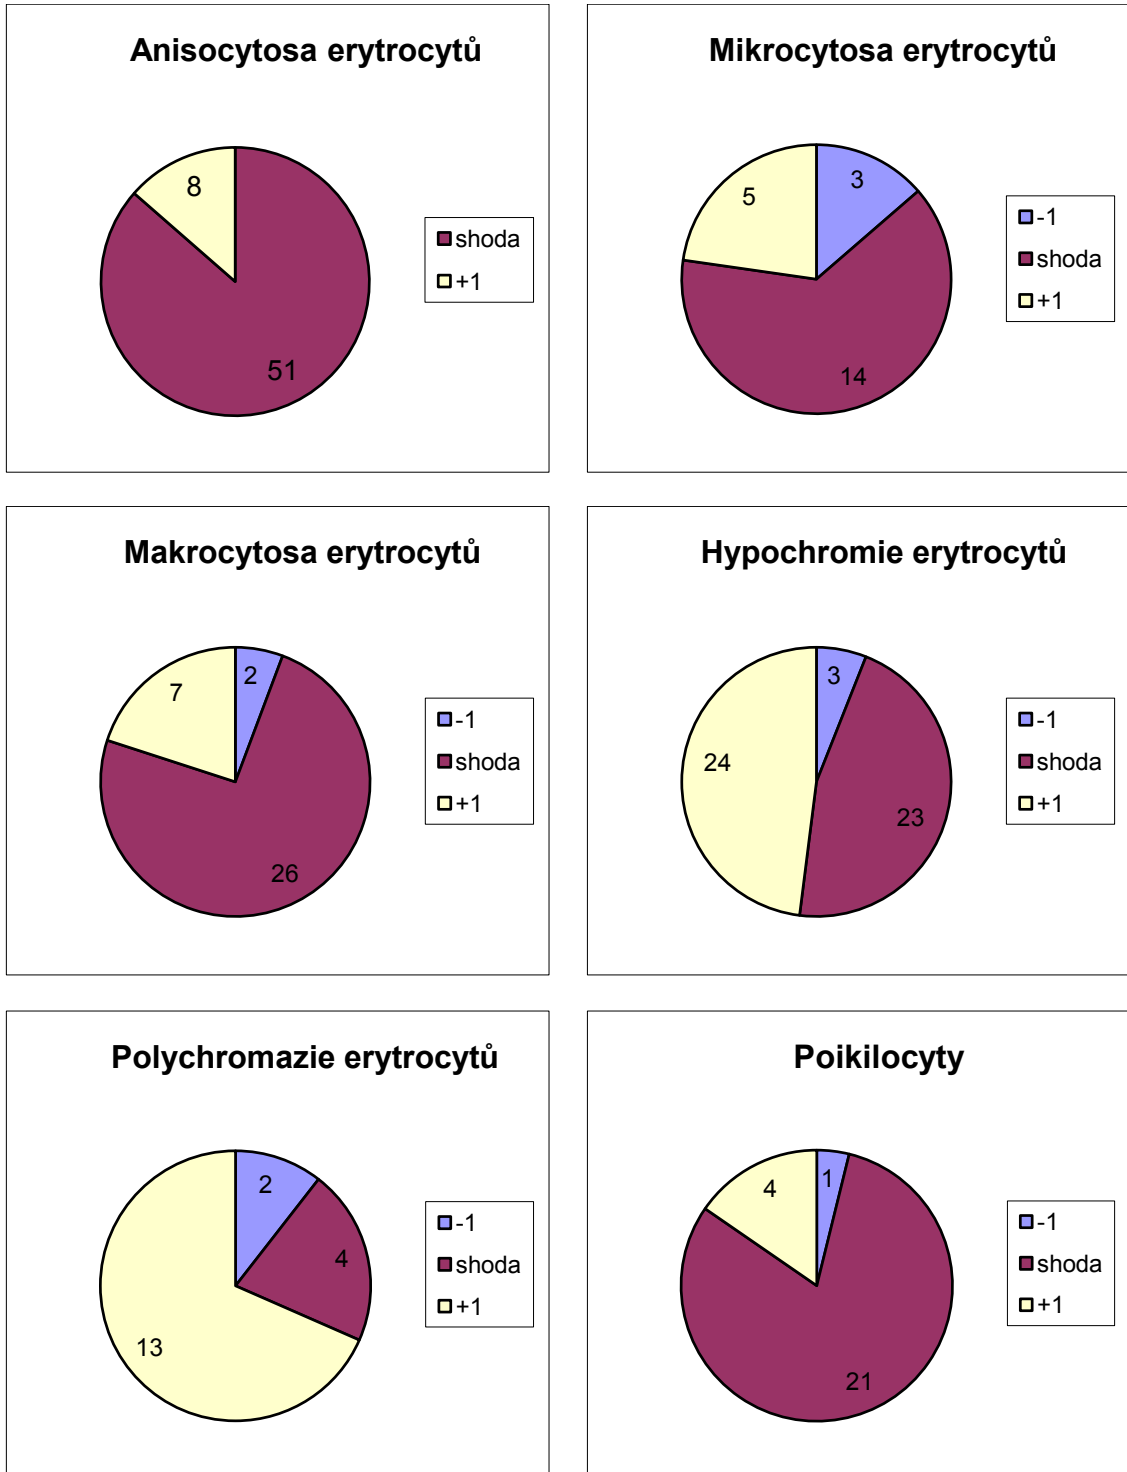 Anisocytosa erytrocytů
8
51
shoda
+1
Mikrocytosa erytrocytů
3
5
14
-1
shoda
+1
Makrocytosa erytrocytů
2
7
26
-1
shoda
+1
Hypochromie erytrocytů
3
24
23
-1
shoda
+1
Polychromazie erytrocytů
2
4
13
-1
shoda
+1
Poikilocyty
1
4
21
-1
shoda
+1